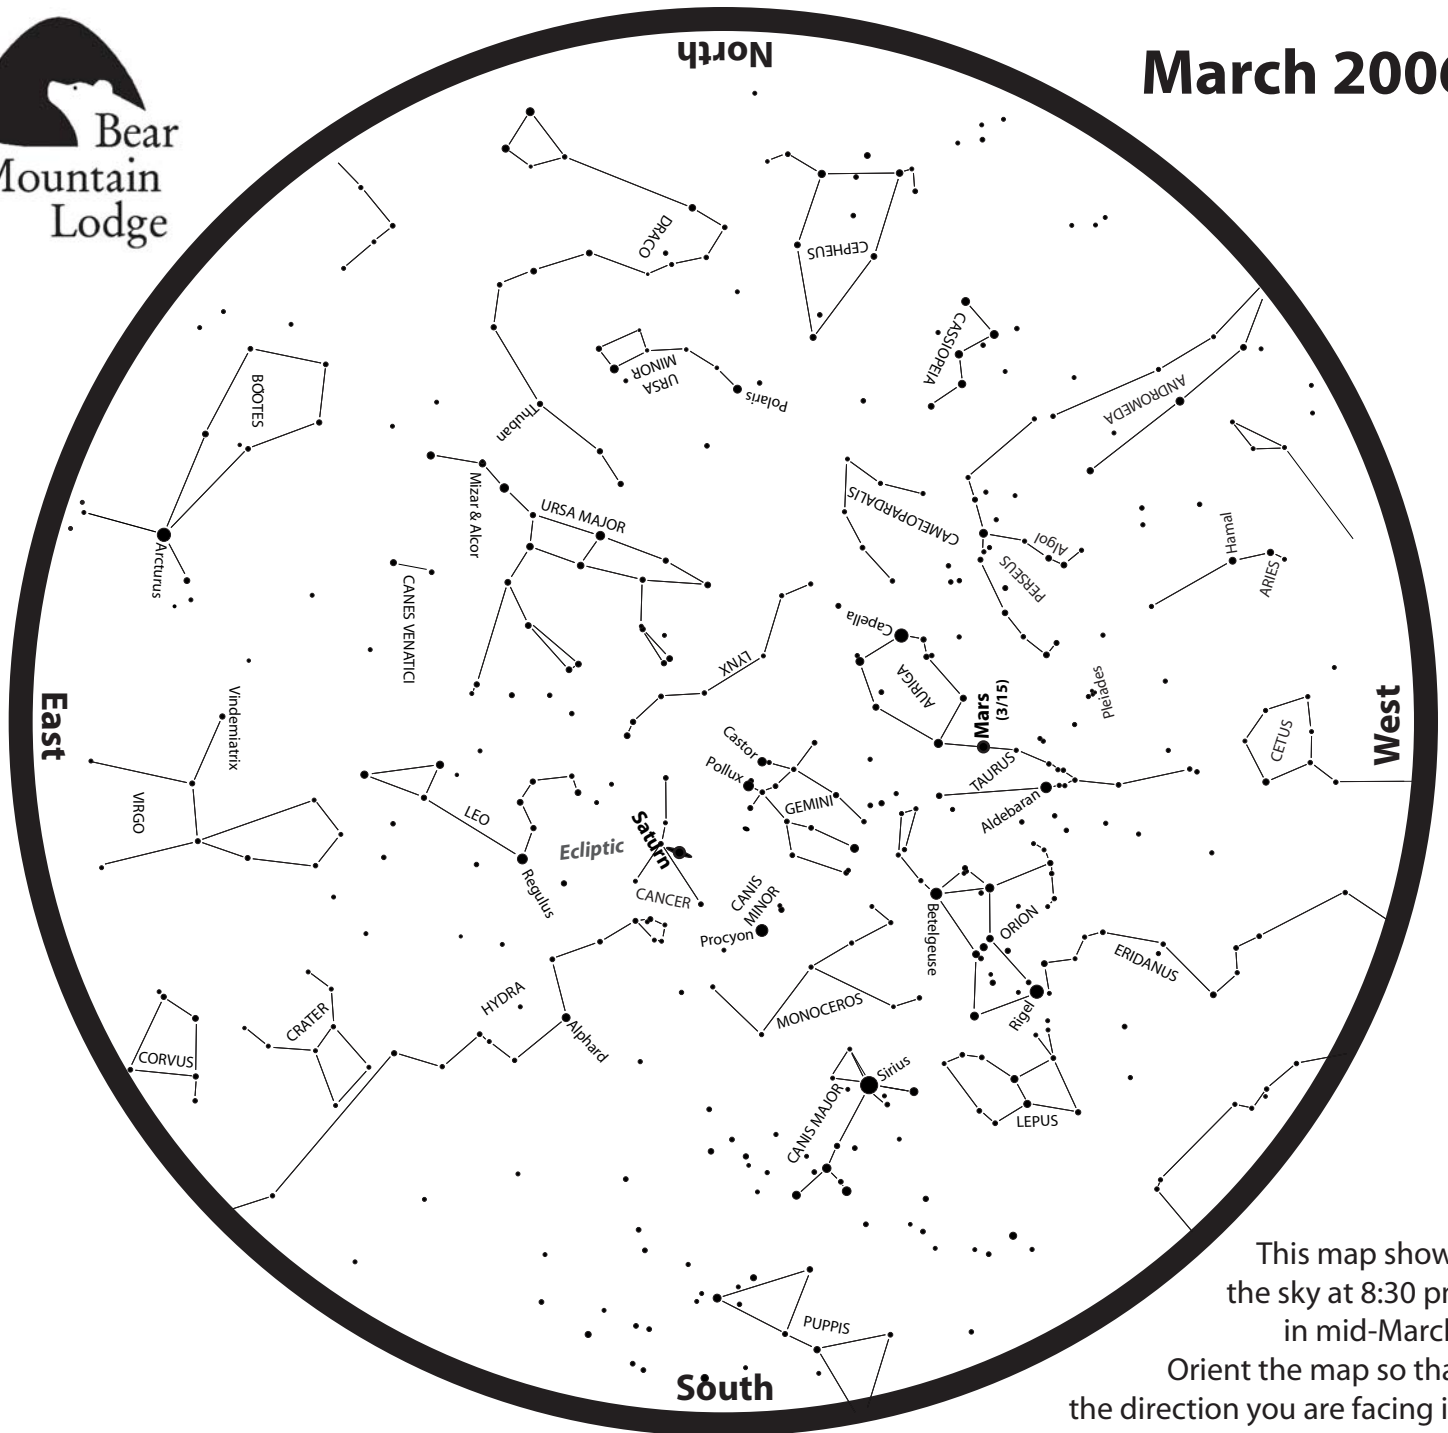 Bear
Mountain
Lodge
March 2006
North
DRACO
CEPHEUS
CASSIOPEIA
ANDROMEDA
URSA
MINOR
Polaris
Thuban
BOÖTES
Mizar & Alcor
URSA MAJOR
CAMELOPARDALIS
Algol
PERSEUS
Hamal
ARIES
Arcturus
CANES VENATICI
Capella
AURIGA
LYNX
Pleiades
Mars
(3/15)
East
West
Vindemiatrix
VIRGO
CETUS
Castor
Pollux
GEMINI
TAURUS
Aldebaran
LEO
Regulus
Ecliptic
Saturn
CANCER
CANIS
MINOR
Procyon
Betelgeuse
ORION
Rigel
ERIDANUS
HYDRA
Alphard
CRATER
CORVUS
MONOCEROS
Sirius
CANIS MAJOR
LEPUS
PUPPIS
South
This map show
the sky at 8:30 pm
in mid-March
Orient the map so tha
the direction you are facing i